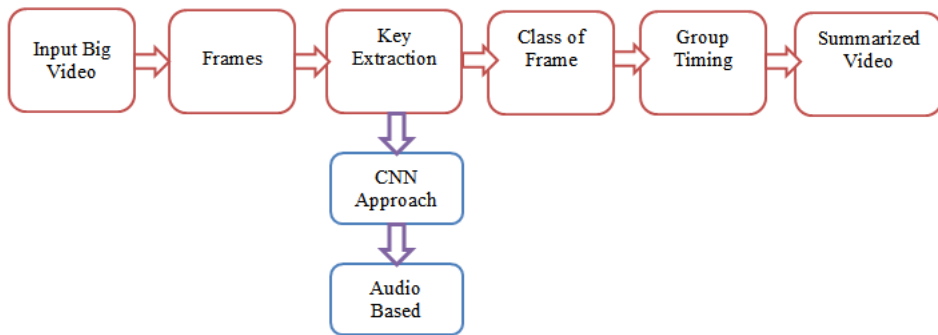 Input Big
Video
Frames
Key
Extraction
Class of
Frame
Group
Timing
Summarized
Video
CNN
Approach
Audio
Based